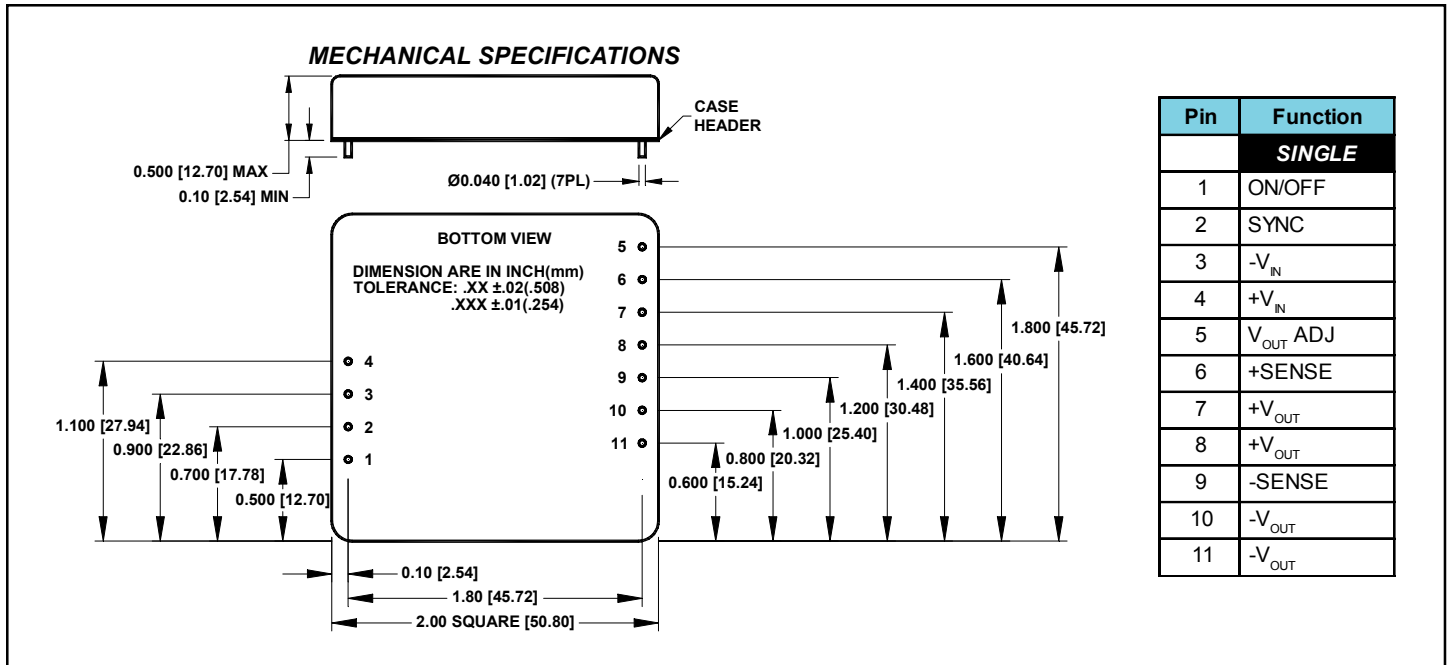 MECHANICAL SPECIFICATIONS
CASE
HEADER
0.500 [12.70] MAX
0.10 [2.54] MIN
Ø0.040 [1.02] (7PL)
BOTTOM VIEW
DIMENSION ARE IN INCH(mm)
TOLERANCE: .XX ±.02(.508)
.XXX ±.01(.254)
5
6
7
8
9
10
11
4
3
2
1
1.800 [45.72]
1.600 [40.64]
1.400 [35.56]
1.200 [30.48]
1.000 [25.40]
0.800 [20.32]
0.600 [15.24]
1.100 [27.94]
0.900 [22.86]
0.700 [17.78]
0.500 [12.70]
0.10 [2.54]
1.80 [45.72]
2.00 SQUARE [50.80]
Pin Function
SINGLE
1 ON/OFF
2 SYNC
3 -VIN
4 +VIN
5 VOUT ADJ
6 +SENSE
7 +VOUT
8 +VOUT
9 -SENSE
10 -VOUT
11 -VOUT